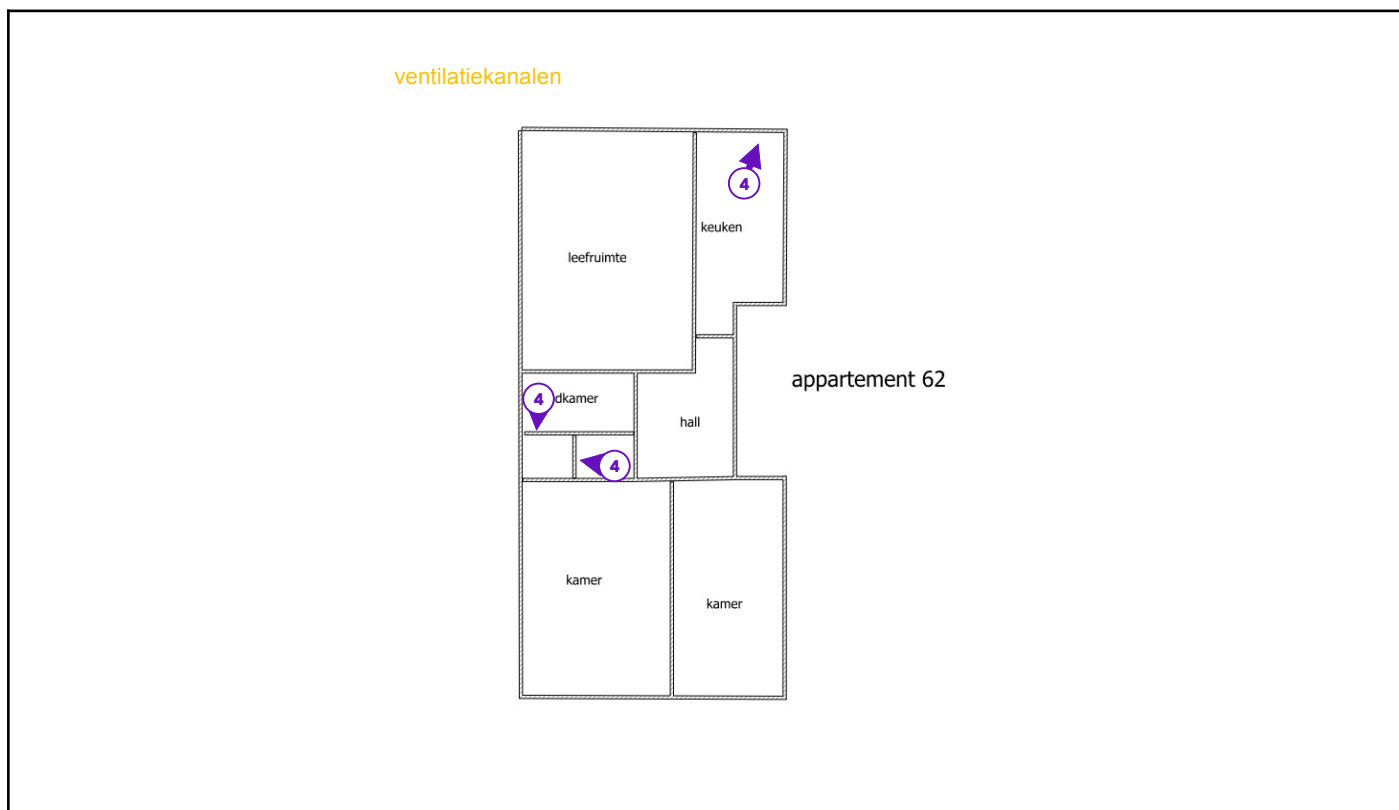 ventilatiekanalen
4
keuken
leefruimte
appartement 62
4 dkamer
hall
4
kamer
kamer